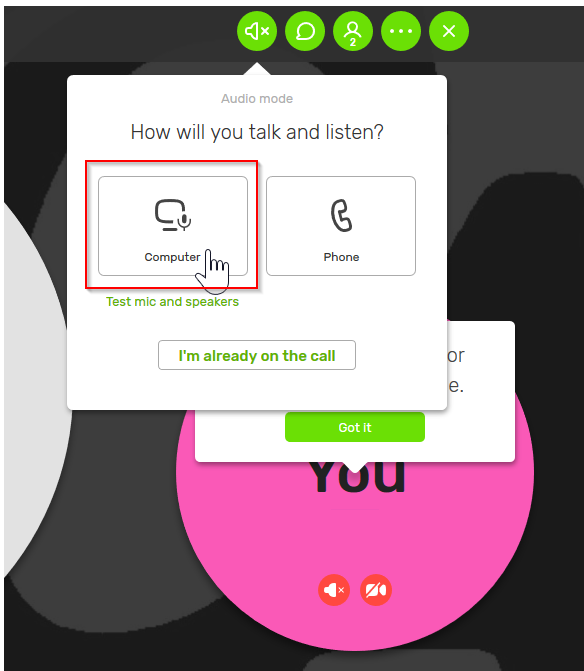 2
Audio mode
How will you talk and listen?
Computer
Phone
Test mic and speakers
I'm already on the call
or
e.
Got it
You